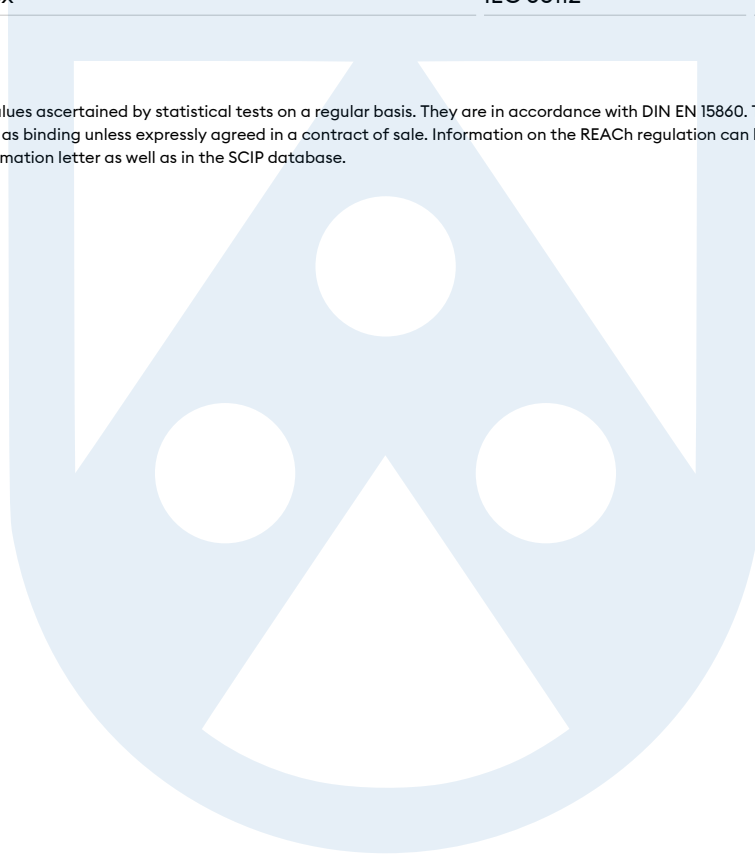 lues ascertained by statistical tests on a regular basis. They are in accordance with DIN EN 15860.
as binding unless expressly agreed in a contract of sale. Information on the REACh regulation can
mation letter as well as in the SCIP database.